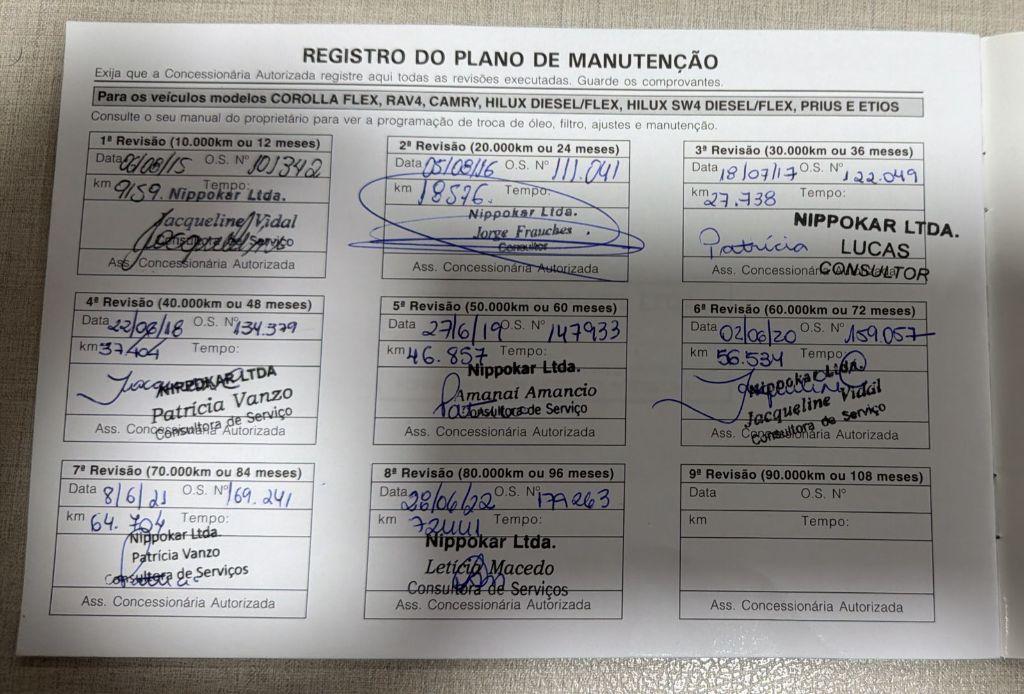 REGISTRO DO PLANO DE MANUTENÇÃO
Exija que a Concessionária Autorizada registre aqui todas as revisões executadas. Guarde os comprovantes.
Para os veículos modelos COROLLA FLEX, RAV4, CAMRY, HILUX DIESEL/FLEX, HILUX SW4 DIESEL/FLEX, PRIUS E ETIOS
Consulte o seu manual do proprietário para ver a programação de troca de óleo, filtro, ajustes e manutenção.
1ª Revisão (10.000km ou 12 meses)
Data 06/08/15 O.S. Nº 101342
km 9159. Tempo:
Nippokar Ltda.
Jacqueline Vidal
Consultora de Serviço
Ass. Concessionária Autorizada
2ª Revisão (20.000km ou 24 meses)
Data 05/08/16 O.S. Nº 111.041
km 18576. Tempo:
Nippokar Ltda.
Jorge Frauches
Consultor
Ass. Concessionária Autorizada
3ª Revisão (30.000km ou 36 meses)
Data 18/07/17 O.S. Nº 122.049
km 27.738 Tempo:
NIPPOKAR LTDA.
Patrícia LUCAS
Ass. Concessionária
CONSULTOR
4ª Revisão (40.000km ou 48 meses)
Data 22/06/18 O.S. Nº 134.379
km 37.404 Tempo:
NIPPOKAR LTDA
Patrícia Vanzo
Consultora de Serviço
Ass. Concessionária Autorizada
5ª Revisão (50.000km ou 60 meses)
Data 27/6/19 O.S. Nº 147933
km 46.857 Tempo:
Nippokar Ltda.
Amanaí Amancio
Consultora de Serviço
Ass. Concessionária Autorizada
6ª Revisão (60.000km ou 72 meses)
Data 02/06/20 O.S. Nº 159.057
km 56.534 Tempo
Nippokar Ltda.
Jacqueline Vidal
Consultora de Serviço
Ass. Concessionária Autorizada
7ª Revisão (70.000km ou 84 meses)
Data 8/6/21 O.S. Nº 169.241
km 64.704 Tempo:
Nippokar Ltda.
Patrícia Vanzo
Consultora de Serviços
Ass. Concessionária Autorizada
8ª Revisão (80.000km ou 96 meses)
Data 28/06/22 O.S. Nº 179263
km Tempo:
Nippokar Ltda.
Letícia Macedo
Consultora de Serviços
Ass. Concessionária Autorizada
9ª Revisão (90.000km ou 108 meses)
Data O.S. Nº
km Tempo:
Ass. Concessionária Autorizada